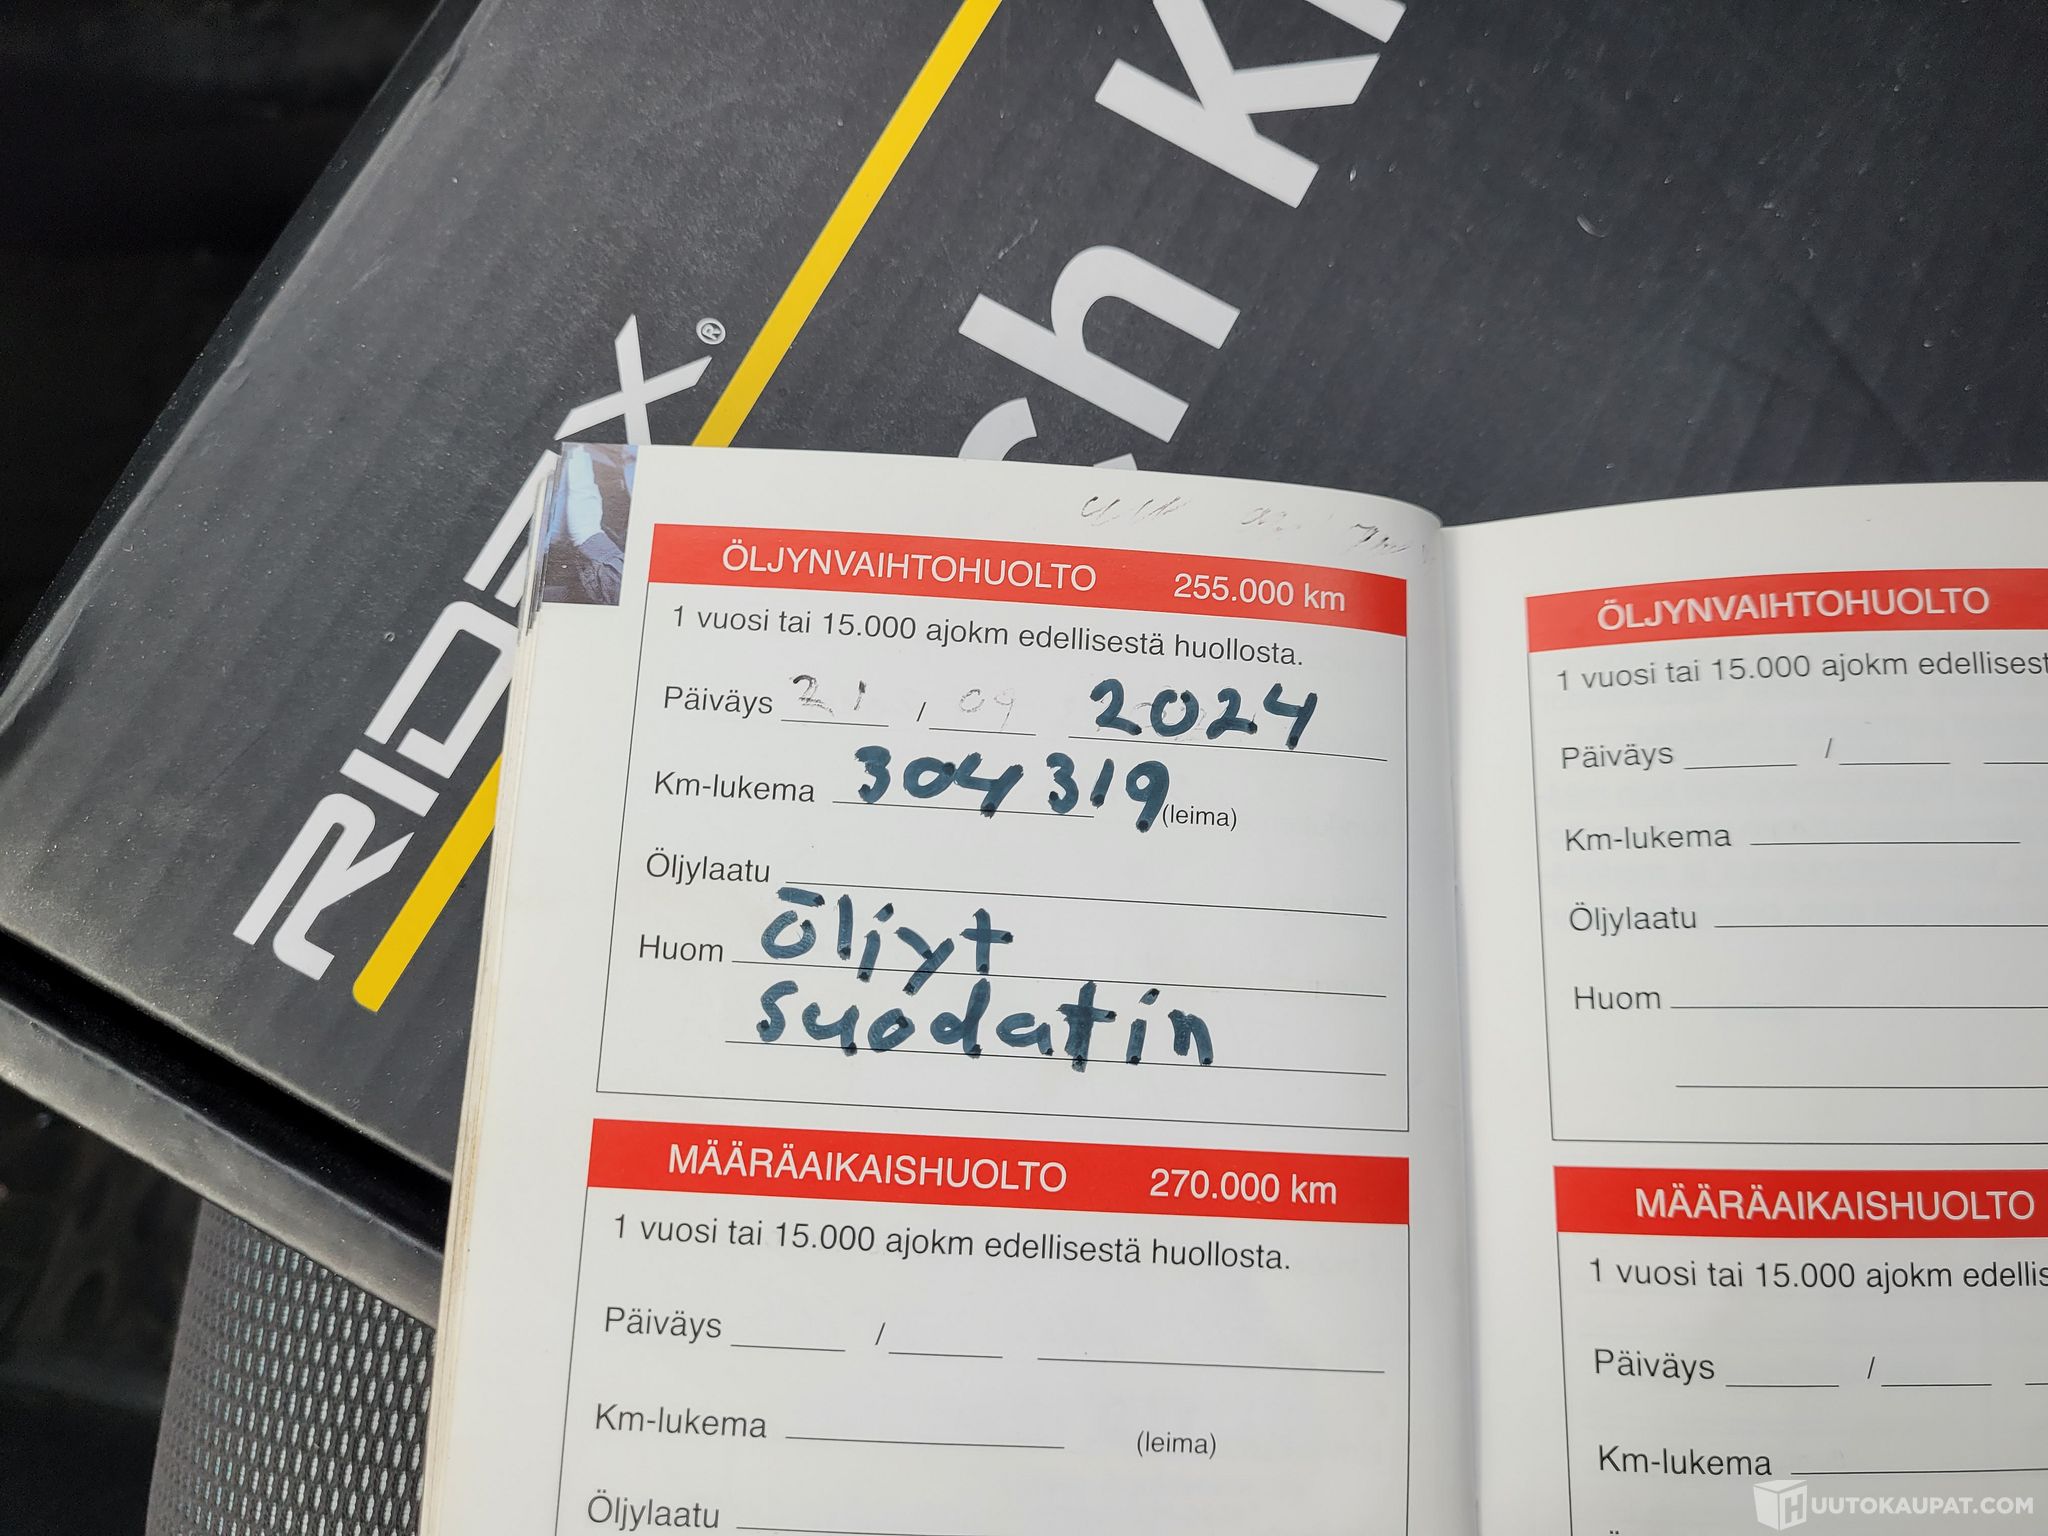 RIDEX®
ch Ki
ÖLJYNVAIHTOHUOLTO 255.000 km
1 vuosi tai 15.000 ajokm edellisestä huollosta.
Päiväys 21 / 09 2024
Km-lukema 304 319 (leima)
Öljylaatu
Huom öljyt
suodatin
MÄÄRÄAIKAISHUOLTO 270.000 km
1 vuosi tai 15.000 ajokm edellisestä huollosta.
Päiväys /
Km-lukema (leima)
Öljylaatu
ÖLJYNVAIHTOHUOLTO
1 vuosi tai 15.000 ajokm edellisest
Päiväys /
Km-lukema
Öljylaatu
Huom
MÄÄRÄAIKAISHUOLTO
1 vuosi tai 15.000 ajokm edellis
Päiväys /
Km-lukema
HUUTOKAUPAT.COM